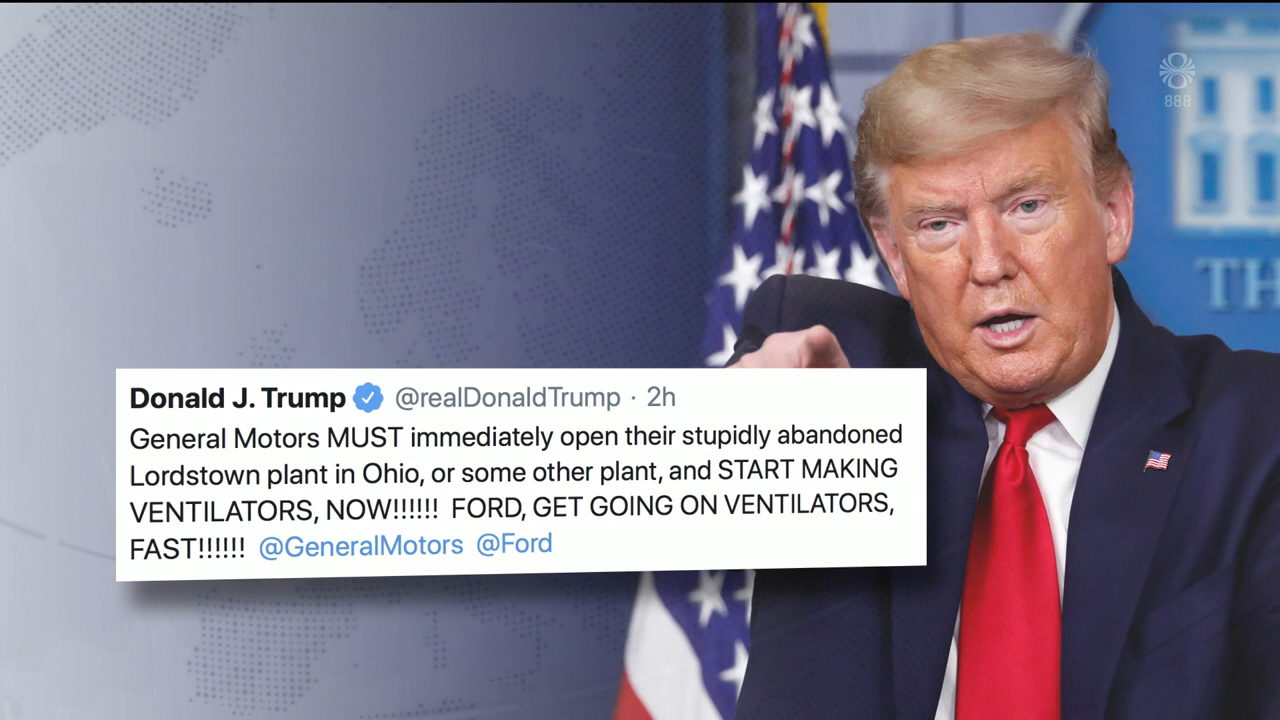 888
TH
Donald J. Trump @realDonaldTrump · 2h
General Motors MUST immediately open their stupidly abandoned
Lordstown plant in Ohio, or some other plant, and START MAKING
VENTILATORS, NOW!!!!!! FORD, GET GOING ON VENTILATORS,
FAST!!!!!! @GeneralMotors @Ford